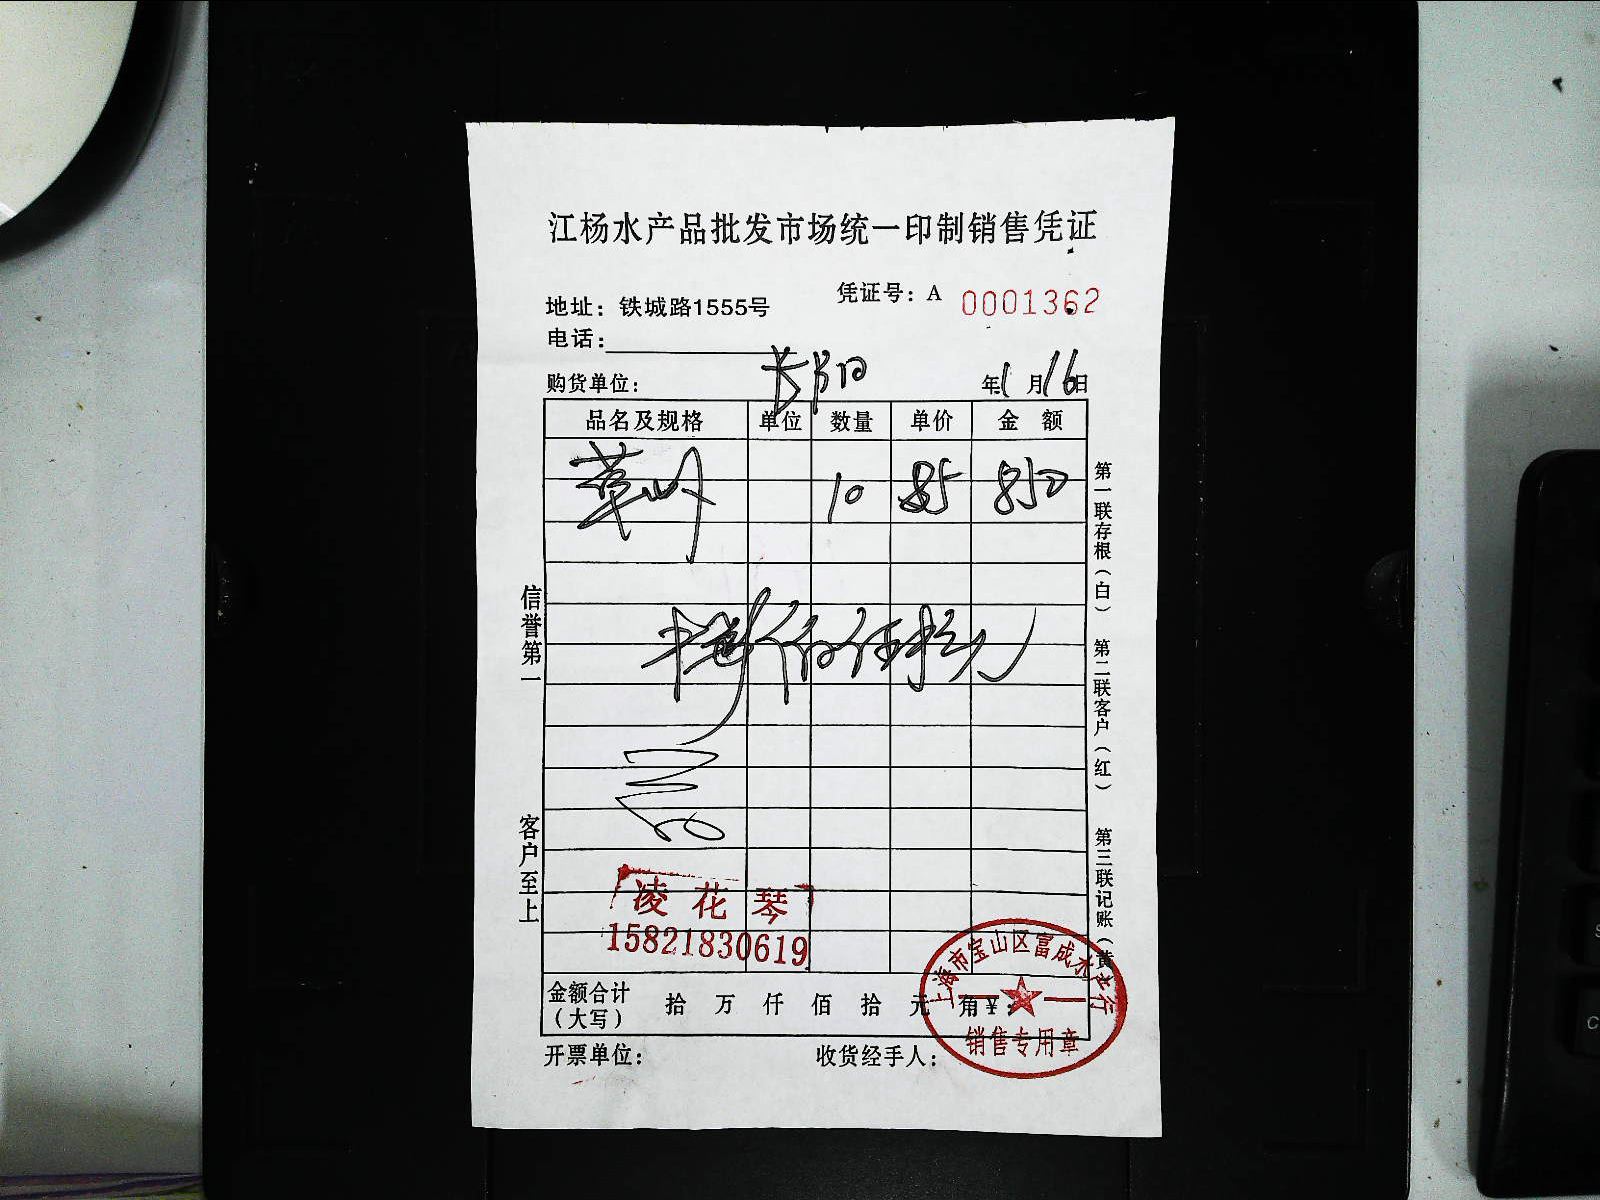 江杨水产品批发市场统一印制销售凭证
凭证号：A 0001362
地址：铁城路1555号
电话：
购货单位： 年1月16日
品名及规格 单位 数量 单价 金额
10 85 850
信誉第一
客户至上
第一联存根（白）
第二联客户（红）
第三联记账（黄
凌花琴
15821830619
上海市宝山区富成水产行
销售专用章
金额合计
（大写）
拾 万 仟 佰 拾 元 角 ￥：
开票单位： 收货经手人：